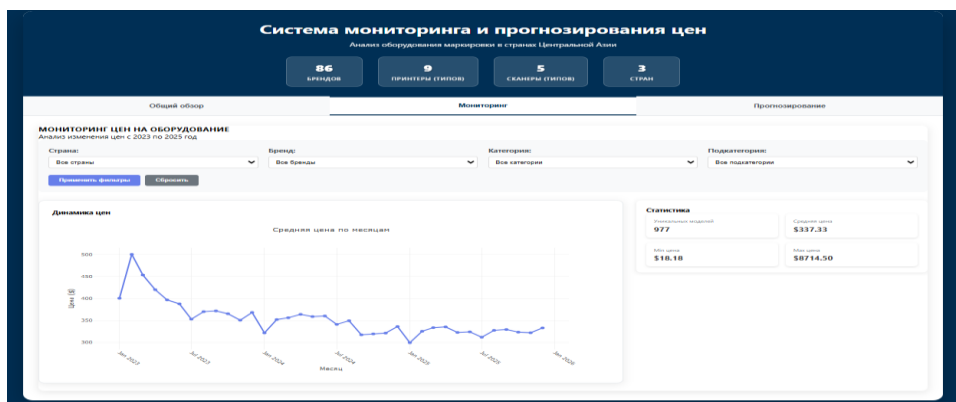 Система мониторинга и прогнозирования цен
Анализ оборудования маркировки в странах Центральной Азии
86 9 5 3
БРЕНДОВ ПРИНТЕРЫ (ТИПОВ) СКАНЕРЫ (ТИПОВ) СТРАН
Общий обзор Мониторинг Прогнозирование
МОНИТОРИНГ ЦЕН НА ОБОРУДОВАНИЕ
Анализ изменения цен с 2023 по 2025 год
Страна: Бренд: Категория: Подкатегория:
Все страны Все бренды Все категории Все подкатегории
Применить фильтры Сбросить
Динамика цен
Средняя цена по месяцам
500
450
400
350
300
Цена ($)
Jan 2023 Jul 2023 Jan 2024 Jul 2024 Jan 2025 Jul 2025 Jan 2026
Месяц
Статистика
Уникальных моделей Средняя цена
977 $337.33
Min цена Max цена
$18.18 $8714.50